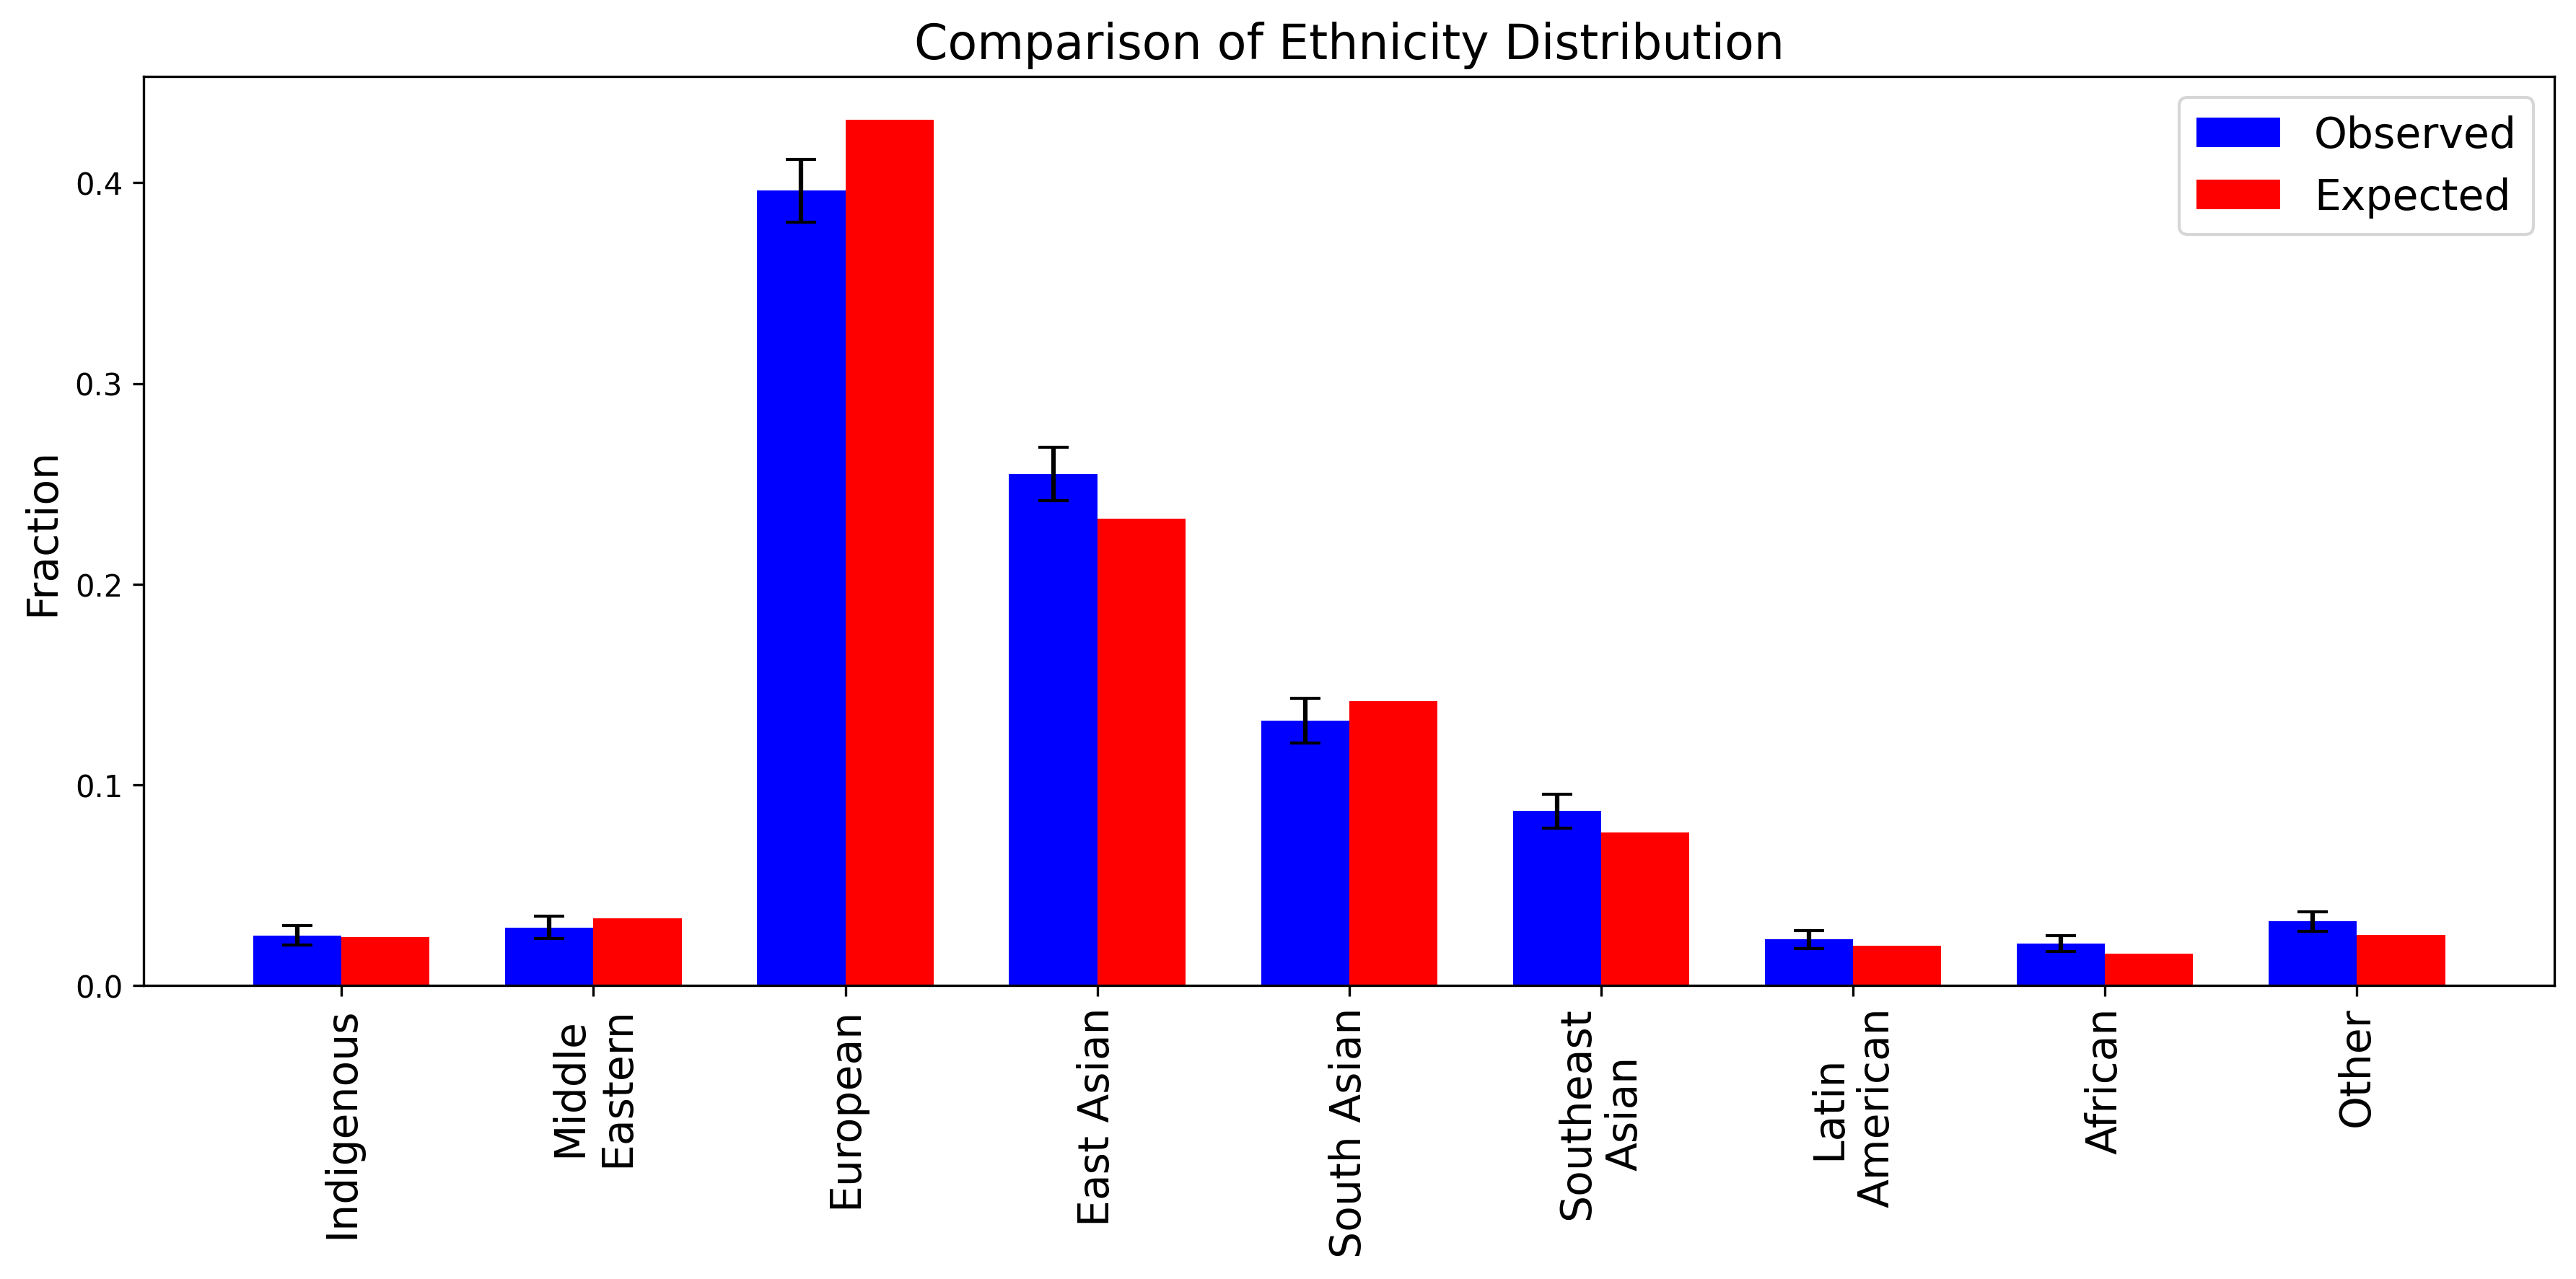 Comparison of Ethnicity Distribution
Observed
Expected
Fraction
0.4
0.3
0.2
0.1
0.0
Indigenous
Middle
Eastern
European
East Asian
South Asian
Southeast
Asian
Latin
American
African
Other